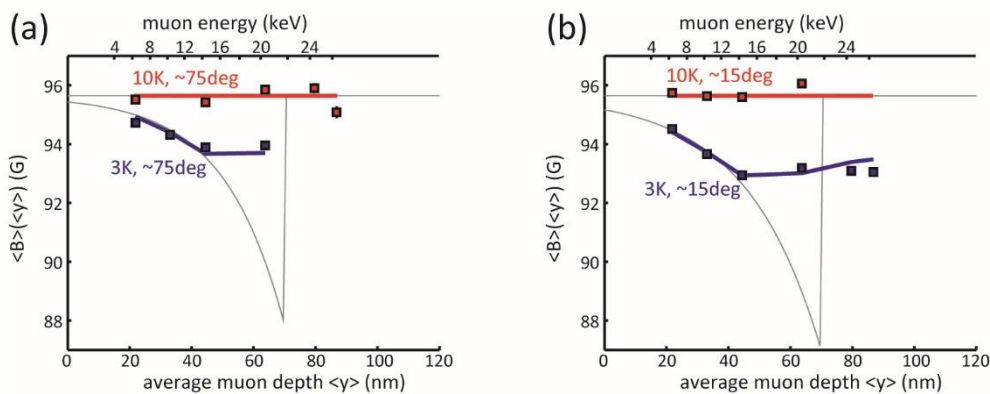 (a)
muon energy (keV)
4 8 12 16 20 24
10K, ~75deg
3K, ~75deg
96
94
92
90
88
<B>(<y>) (G)
0 20 40 60 80 100 120
average muon depth <y> (nm)
(b)
muon energy (keV)
4 8 12 16 20 26
10K, ~15deg
3K, ~15deg
96
94
92
90
88
<B>(<y>) (G)
0 20 40 60 80 100 120
average muon depth <y> (nm)